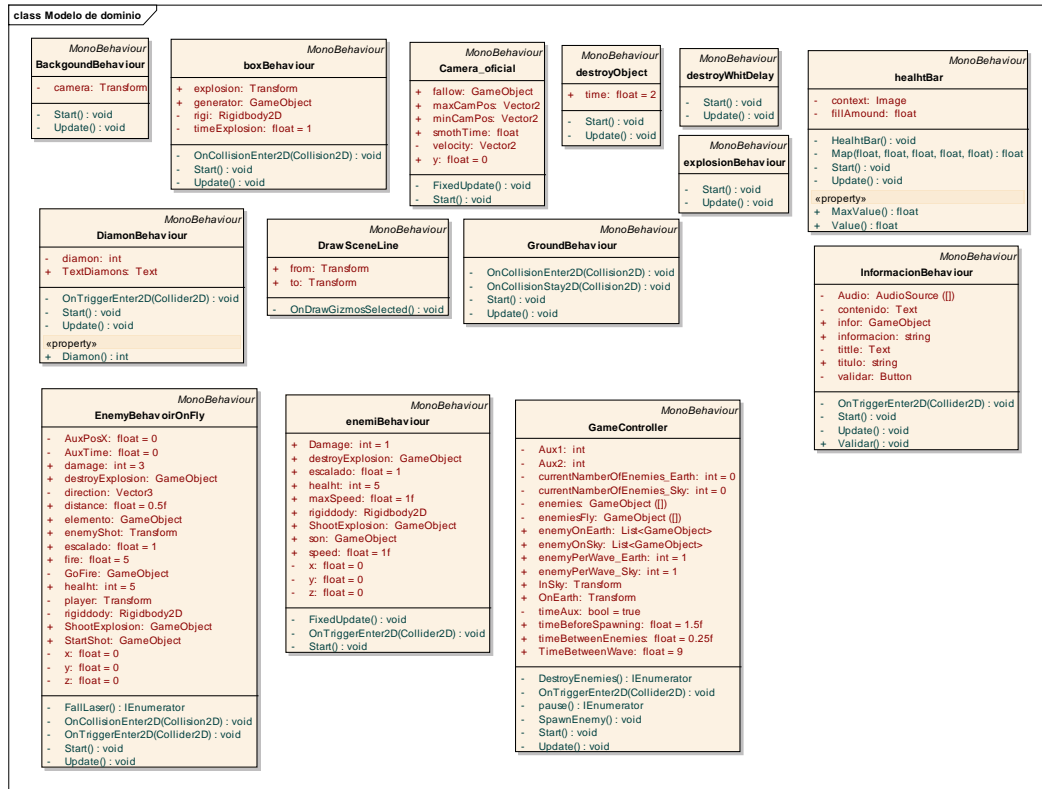 class Modelo de dominio
MonoBehaviour
BackgoundBehaviour
- camera: Transform
- Start() : void
- Update() : void
MonoBehaviour
boxBehaviour
+ explosion: Transform
+ generator: GameObject
- rigi: Rigidbody2D
- timeExplosion: float = 1
- OnCollisionEnter2D(Collision2D) : void
- Start() : void
- Update() : void
MonoBehaviour
Camera_oficial
+ fallow: GameObject
+ maxCamPos: Vector2
+ minCamPos: Vector2
+ smothTime: float
- velocity: Vector2
+ y: float = 0
- FixedUpdate() : void
- Start() : void
MonoBehaviour
destroyObject
+ time: float = 2
- Start() : void
- Update() : void
MonoBehaviour
destroyWhitDelay
- Start() : void
- Update() : void
MonoBehaviour
explosionBehaviour
- Start() : void
- Update() : void
MonoBehaviour
healhtBar
- context: Image
- fillAmound: float
- HealhtBar() : void
- Map(float, float, float, float, float) : float
- Start() : void
- Update() : void
«property»
+ MaxValue() : float
+ Value() : float
MonoBehaviour
DiamonBehaviour
- diamon: int
+ TextDiamons: Text
- OnTriggerEnter2D(Collider2D) : void
- Start() : void
- Update() : void
«property»
+ Diamon() : int
MonoBehaviour
DrawSceneLine
+ from: Transform
+ to: Transform
- OnDrawGizmosSelected() : void
MonoBehaviour
GroundBehaviour
- OnCollisionEnter2D(Collision2D) : void
- OnCollisionStay2D(Collision2D) : void
- Start() : void
- Update() : void
MonoBehaviour
InformacionBehaviour
- Audio: AudioSource ([])
- contenido: Text
+ infor: GameObject
+ informacion: string
- tittle: Text
+ titulo: string
- validar: Button
- OnTriggerEnter2D(Collider2D) : void
- Start() : void
- Update() : void
+ Validar() : void
MonoBehaviour
EnemyBehavoirOnFly
- AuxPosX: float = 0
- AuxTime: float = 0
+ damage: int = 3
+ destroyExplosion: GameObject
- direction: Vector3
+ distance: float = 0.5f
+ elemento: GameObject
+ enemyShot: Transform
+ escalado: float = 1
+ fire: float = 5
- GoFire: GameObject
+ healht: int = 5
- player: Transform
- rigiddody: Rigidbody2D
+ ShootExplosion: GameObject
+ StartShot: GameObject
- x: float = 0
- y: float = 0
- z: float = 0
- FallLaser() : IEnumerator
- OnCollisionEnter2D(Collision2D) : void
- OnTriggerEnter2D(Collider2D) : void
- Start() : void
- Update() : void
MonoBehaviour
enemiBehaviour
+ Damage: int = 1
+ destroyExplosion: GameObject
+ escalado: float = 1
+ healht: int = 5
+ maxSpeed: float = 1f
+ rigiddody: Rigidbody2D
+ ShootExplosion: GameObject
+ son: GameObject
+ speed: float = 1f
- x: float = 0
- y: float = 0
- z: float = 0
- FixedUpdate() : void
- OnTriggerEnter2D(Collider2D) : void
- Start() : void
MonoBehaviour
GameController
- Aux1: int
- Aux2: int
- currentNamberOfEnemies_Earth: int = 0
- currentNamberOfEnemies_Sky: int = 0
- enemies: GameObject ([])
- enemiesFly: GameObject ([])
+ enemyOnEarth: List<GameObject>
+ enemyOnSky: List<GameObject>
+ enemyPerWave_Earth: int = 1
+ enemyPerWave_Sky: int = 1
+ InSky: Transform
+ OnEarth: Transform
- timeAux: bool = true
+ timeBeforeSpawning: float = 1.5f
+ timeBetweenEnemies: float = 0.25f
+ TimeBetweenWave: float = 9
- DestroyEnemies() : IEnumerator
- OnTriggerEnter2D(Collider2D) : void
- pause() : IEnumerator
- SpawnEnemy() : void
- Start() : void
- Update() : void